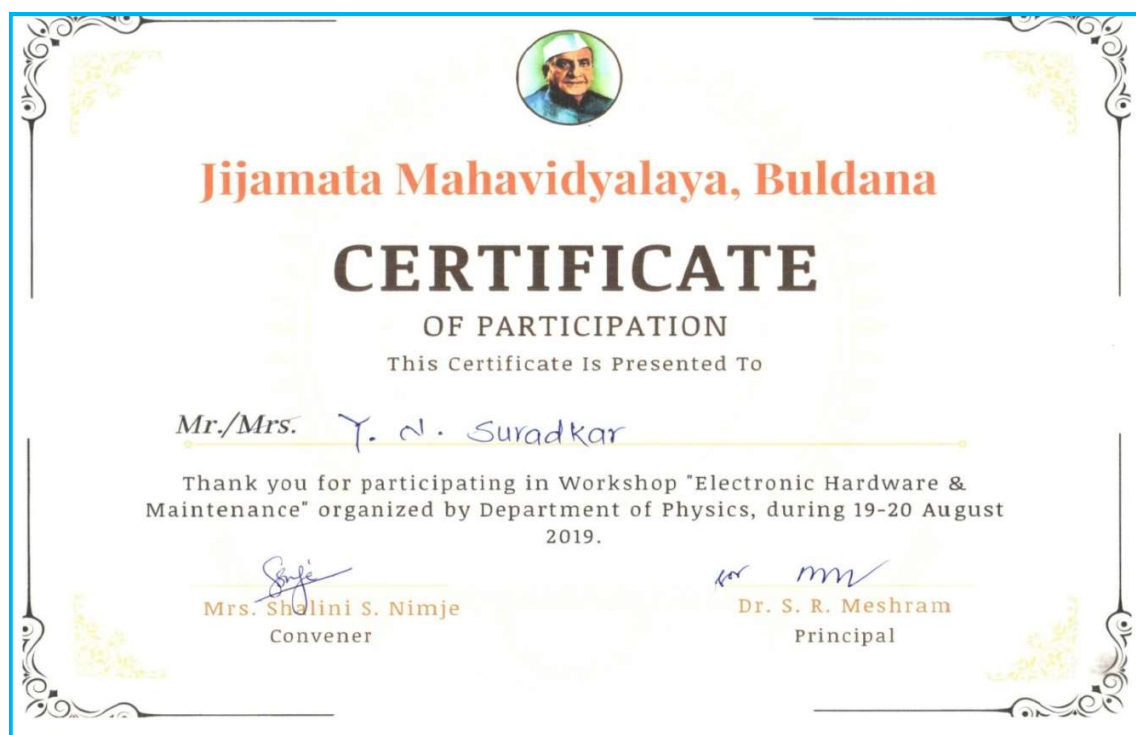 Jijamata Mahavidyalaya, Buldana
CERTIFICATE
OF PARTICIPATION
This Certificate Is Presented To
Mr./Mrs. Y. N. Suradkar
Thank you for participating in Workshop "Electronic Hardware &
Maintenance" organized by Department of Physics, during 19-20 August
2019.
for
Mrs. Shalini S. Nimje Dr. S. R. Meshram
Convener Principal